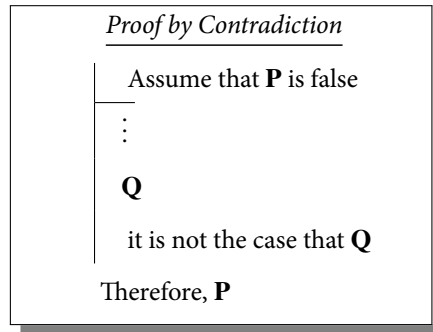 Proof by Contradiction
Assume that P is false
⋮
Q
it is not the case that Q
Therefore, P